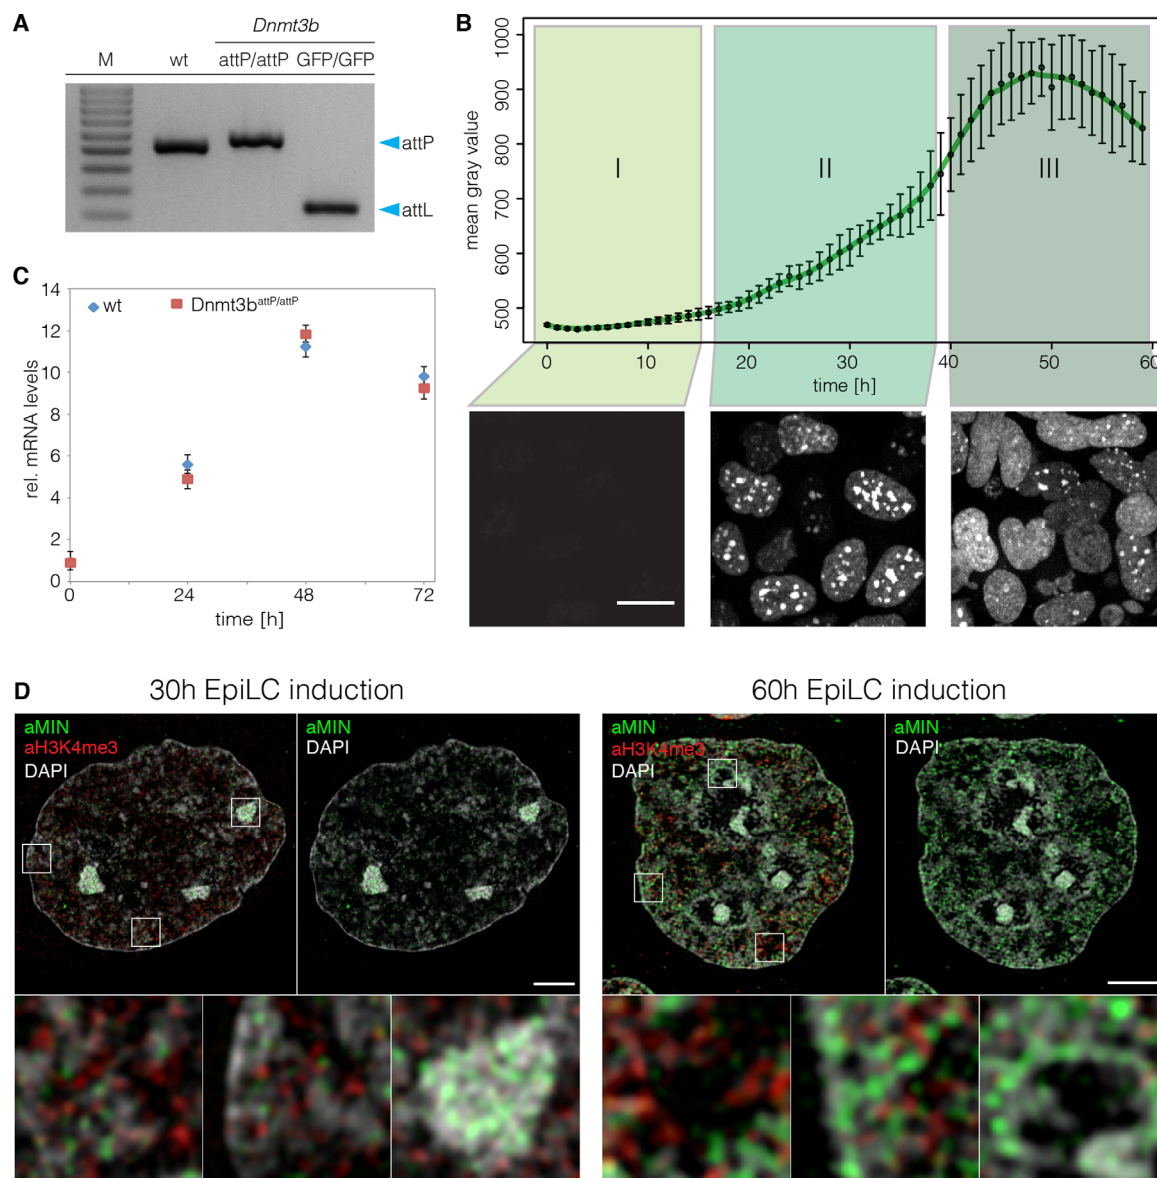 A
Dnmt3b
M wt attP/attP GFP/GFP
attP
attL
B
mean gray value
1000
900
800
700
600
500
I II III
0 10 20 30 40 50 60
time [h]
C
wt Dnmt3battP/attP
rel. mRNA levels
14
12
10
8
6
4
2
0
0 24 48 72
time [h]
D
30h EpiLC induction
aMIN
aH3K4me3
DAPI
aMIN
DAPI
60h EpiLC induction
aMIN
aH3K4me3
DAPI
aMIN
DAPI